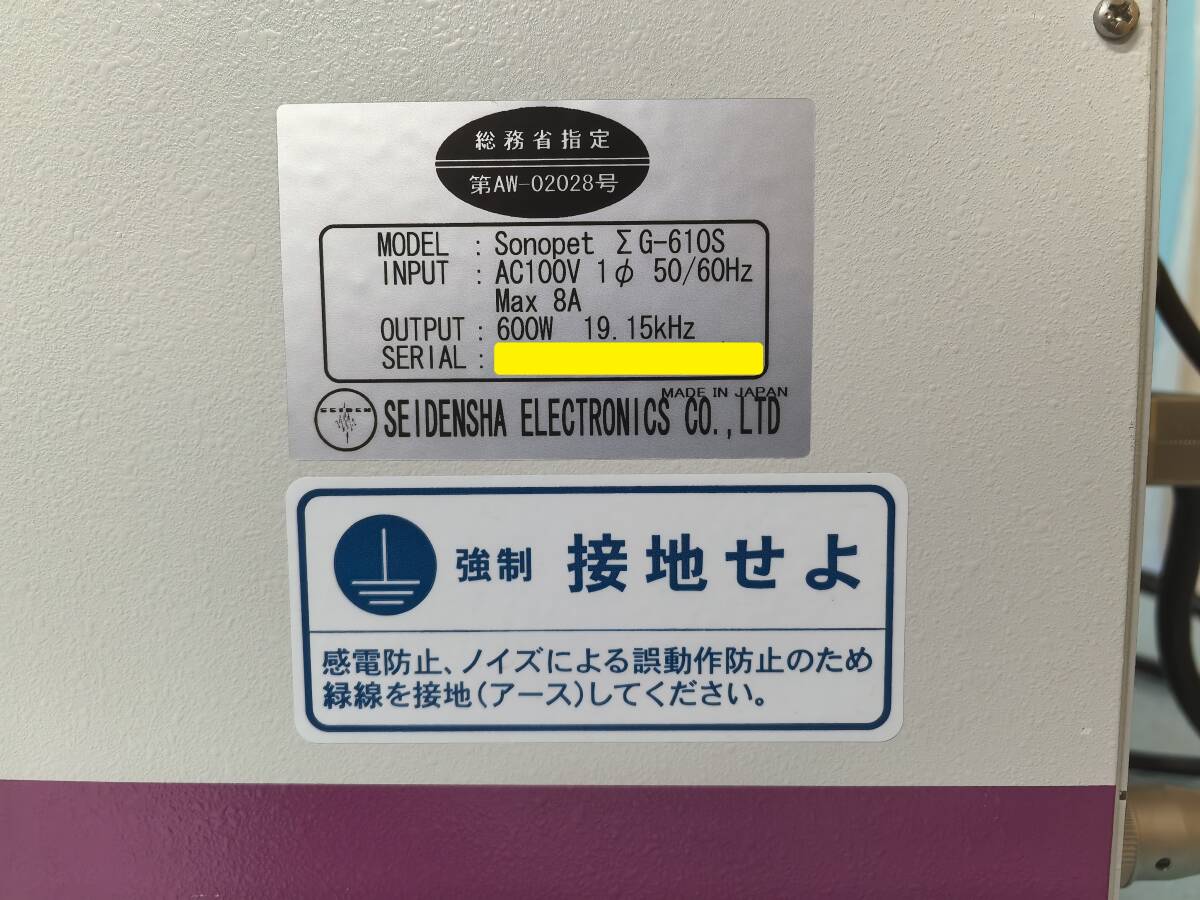 総務省指定
第AW-02028号
MODEL : Sonopet ΣG-610S
INPUT : AC100V 1φ 50/60Hz
Max 8A
OUTPUT : 600W 19.15kHz
SERIAL :
MADE IN JAPAN
SEIDEN
SEIDENSHA ELECTRONICS CO.,LTD
強制 接地せよ
感電防止、ノイズによる誤動作防止のため
緑線を接地(アース)してください。